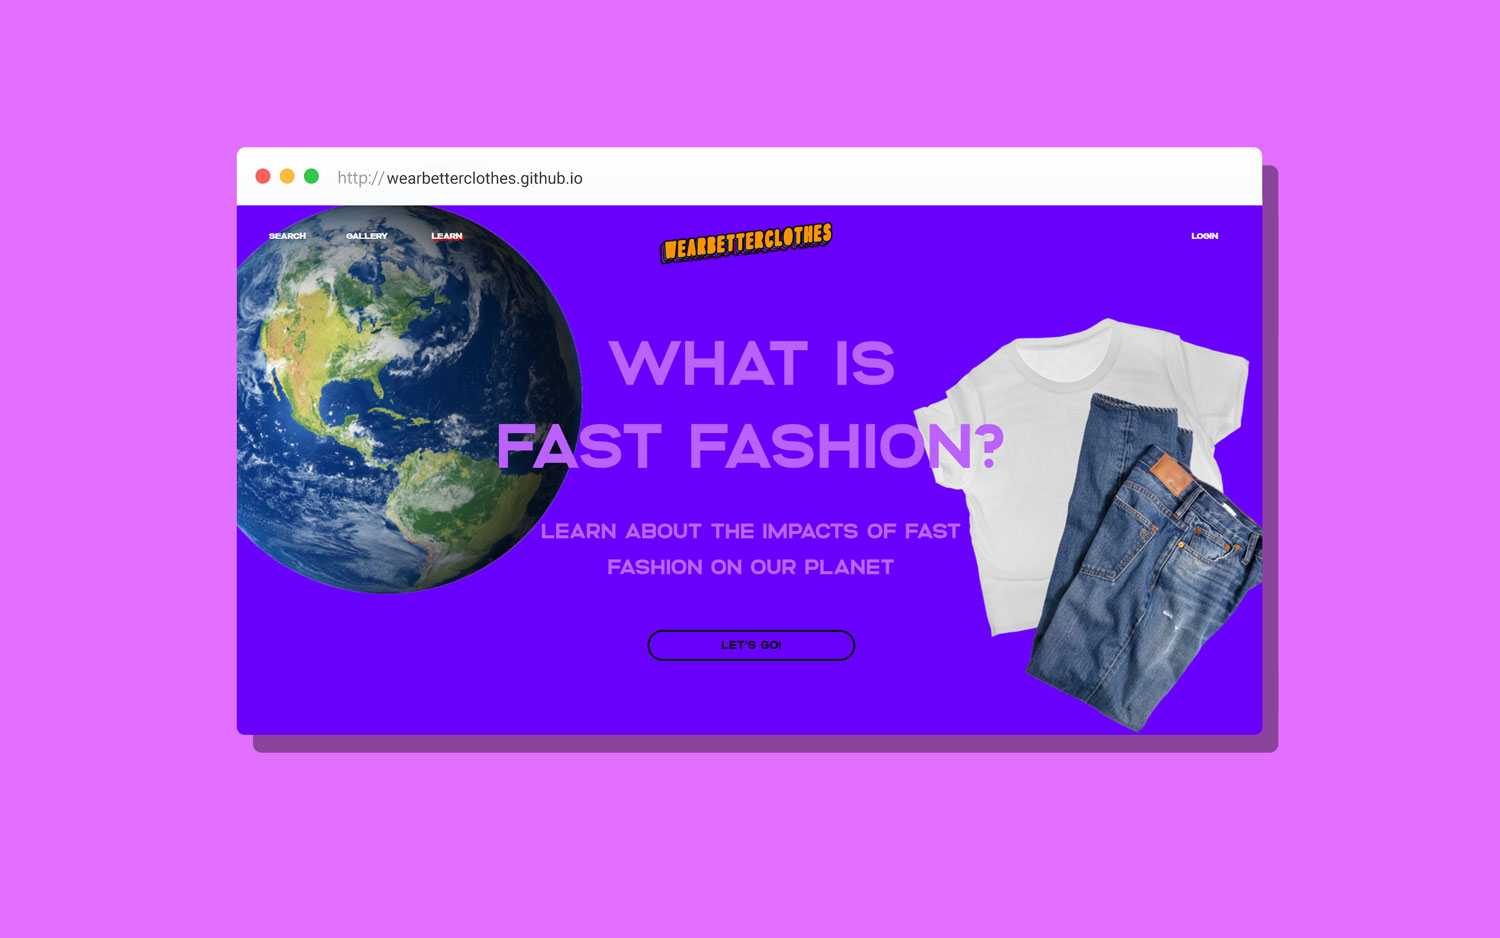 http://wearbetterclothes.github.io
SEARCH GALLERY LEARN WEARBETTERCLOTHES LOGIN
WHAT IS
FAST FASHION?
LEARN ABOUT THE IMPACTS OF FAST
FASHION ON OUR PLANET
LET'S GO!